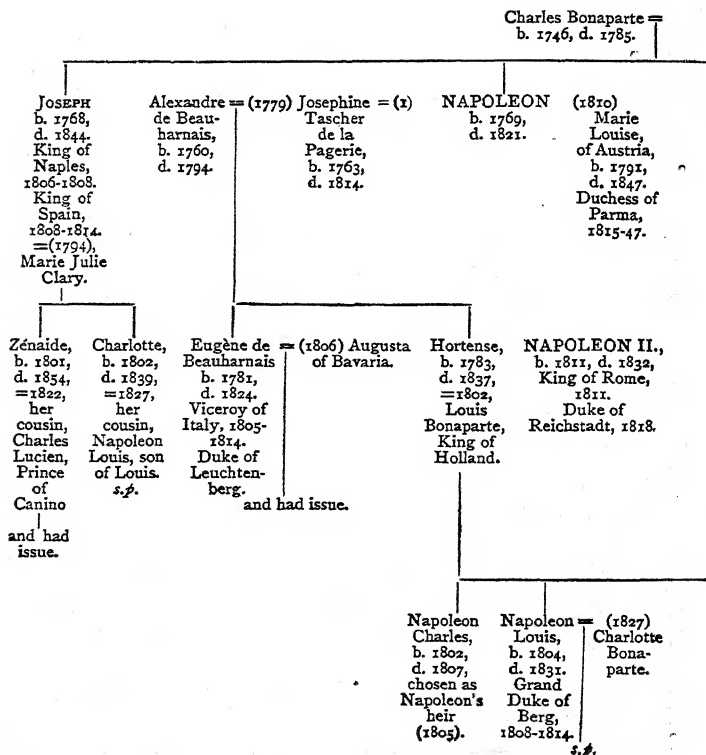 Charles Bonaparte =
b. 1746, d. 1785.
JOSEPH
b. 1768,
d. 1844.
King of
Naples,
1806-1808.
King of
Spain,
1808-1814.
=(1794),
Marie Julie
Clary.
Alexandre = (1779) Josephine = (1)
de Beau-
harnais,
b. 1760,
d. 1794.
Tascher
de la
Pagerie,
b. 1763,
d. 1814.
NAPOLEON
b. 1769,
d. 1821.
(1810)
Marie
Louise,
of Austria,
b. 1791,
d. 1847.
Duchess of
Parma,
1815-47.
Zénaide,
b. 1801,
d. 1854,
=1822,
her
cousin,
Charles
Lucien,
Prince
of
Canino
and had
issue.
Charlotte,
b. 1802,
d. 1839,
=1827,
her
cousin,
Napoleon
Louis, son
of Louis.
s.p.
Eugène de = (1806) Augusta
Beauharnais of Bavaria.
b. 1781,
d. 1824.
Viceroy of
Italy, 1805-
1814.
Duke of
Leuchten-
berg.
and had issue.
Hortense,
b. 1783,
d. 1837,
=1802,
Louis
Bonaparte,
King of
Holland.
NAPOLEON II.,
b. 1811, d. 1832,
King of Rome,
1811.
Duke of
Reichstadt, 1818.
Napoleon
Charles,
b. 1802,
d. 1807,
chosen as
Napoleon's
heir
(1805).
Napoleon = (1827)
Louis,
b. 1804,
d. 1831.
Grand
Duke of
Berg,
1808-1814.
Charlotte
Bona-
parte.
s.p.